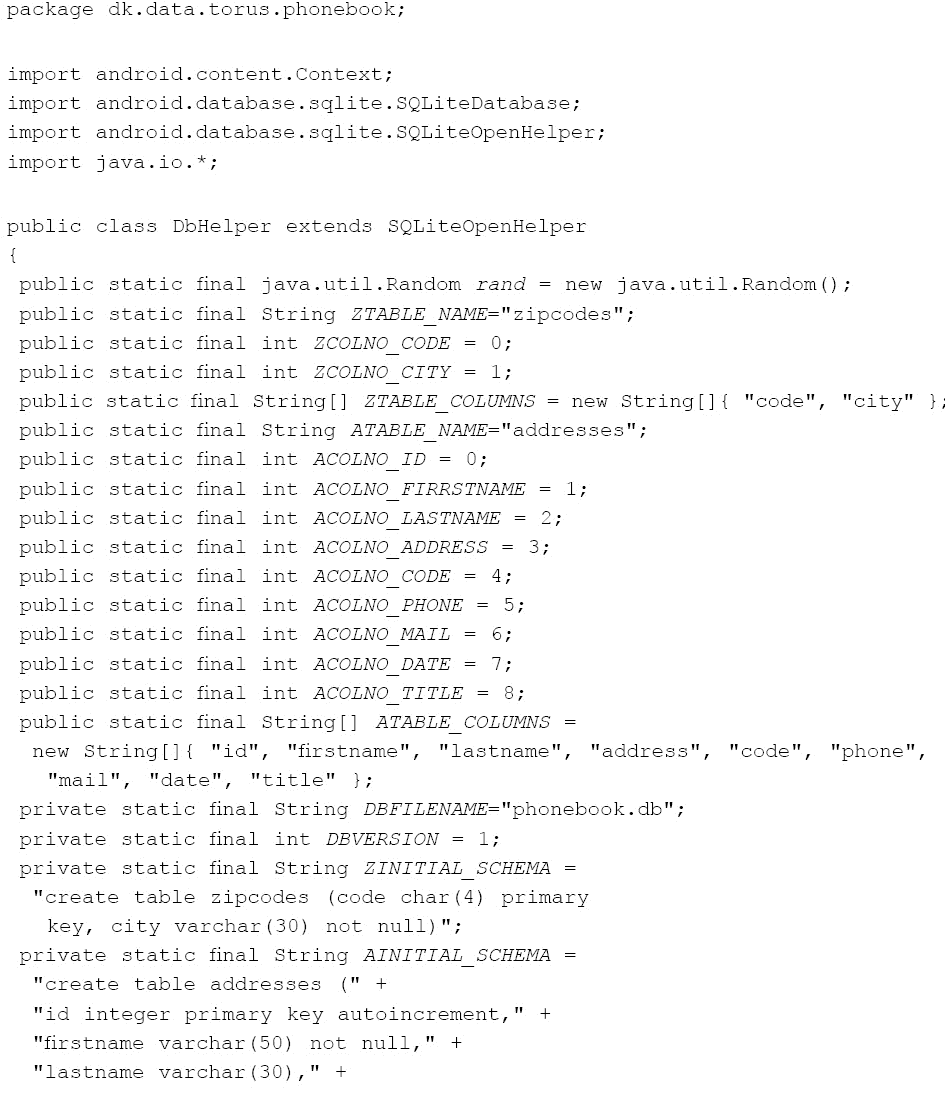 package dk.data.torus.phonebook;
import android.content.Context;
import android.database.sqlite.SQLiteDatabase;
import android.database.sqlite.SQLiteOpenHelper;
import java.io.*;
public class DbHelper extends SQLiteOpenHelper
{
public static final java.util.Random rand = new java.util.Random();
public static final String ZTABLE_NAME="zipcodes";
public static final int ZCOLNO_CODE = 0;
public static final int ZCOLNO_CITY = 1;
public static final String[] ZTABLE_COLUMNS = new String[]{ "code", "city" };
public static final String ATABLE_NAME="addresses";
public static final int ACOLNO_ID = 0;
public static final int ACOLNO_FIRRSTNAME = 1;
public static final int ACOLNO_LASTNAME = 2;
public static final int ACOLNO_ADDRESS = 3;
public static final int ACOLNO_CODE = 4;
public static final int ACOLNO_PHONE = 5;
public static final int ACOLNO_MAIL = 6;
public static final int ACOLNO_DATE = 7;
public static final int ACOLNO_TITLE = 8;
public static final String[] ATABLE_COLUMNS =
new String[]{ "id", "firstname", "lastname", "address", "code", "phone",
"mail", "date", "title" };
private static final String DBFILENAME="phonebook.db";
private static final int DBVERSION = 1;
private static final String ZINITIAL_SCHEMA =
"create table zipcodes (code char(4) primary
key, city varchar(30) not null)";
private static final String AINITIAL_SCHEMA =
"create table addresses (" +
"id integer primary key autoincrement," +
"firstname varchar(50) not null," +
"lastname varchar(30)," +